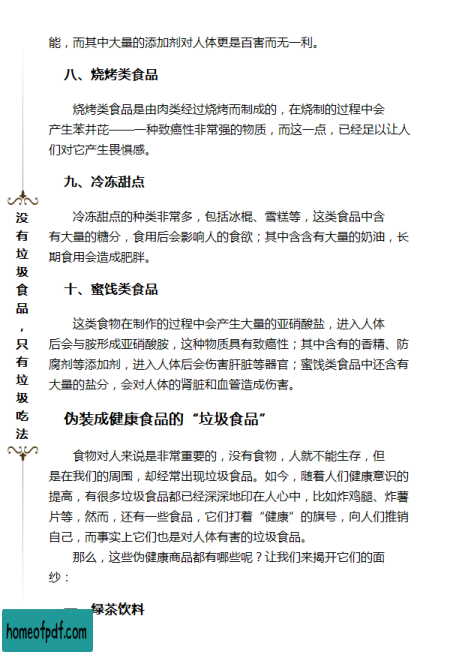 能，而其中大量的添加剂对人体更是百害而无一利。
八、烧烤类食品
烧烤类食品是由肉类经过烧烤而制成的，在烧制的过程中会
产生苯并芘——一种致癌性非常强的物质，而这一点，已经足以让人
们对它产生畏惧感。
九、冷冻甜点
冷冻甜点的种类非常多，包括冰棍、雪糕等，这类食品中含
有大量的糖分，食用后会影响人的食欲；其中含含有大量的奶油，长
期食用会造成肥胖。
十、蜜饯类食品
这类食物在制作的过程中会产生大量的亚硝酸盐，进入人体
后会与胺形成亚硝酸胺，这种物质具有致癌性；其中含有的香精、防
腐剂等添加剂，进入人体后会伤害肝脏等器官；蜜饯类食品中还含有
大量的盐分，会对人体的肾脏和血管造成伤害。
伪装成健康食品的“垃圾食品”
食物对人来说是非常重要的，没有食物，人就不能生存，但
是在我们的周围，却经常出现垃圾食品。如今，随着人们健康意识的
提高，有很多垃圾食品都已经深深地印在人心中，比如炸鸡腿、炸薯
片等，然而，还有一些食品，它们打着“健康”的旗号，向人们推销
自己，而事实上它们也是对人体有害的垃圾食品。
那么，这些伪健康商品都有哪些呢？让我们来揭开它们的面
纱：
一、绿茶饮料
没有垃圾食品，只有垃圾吃法
homeofpdf.com